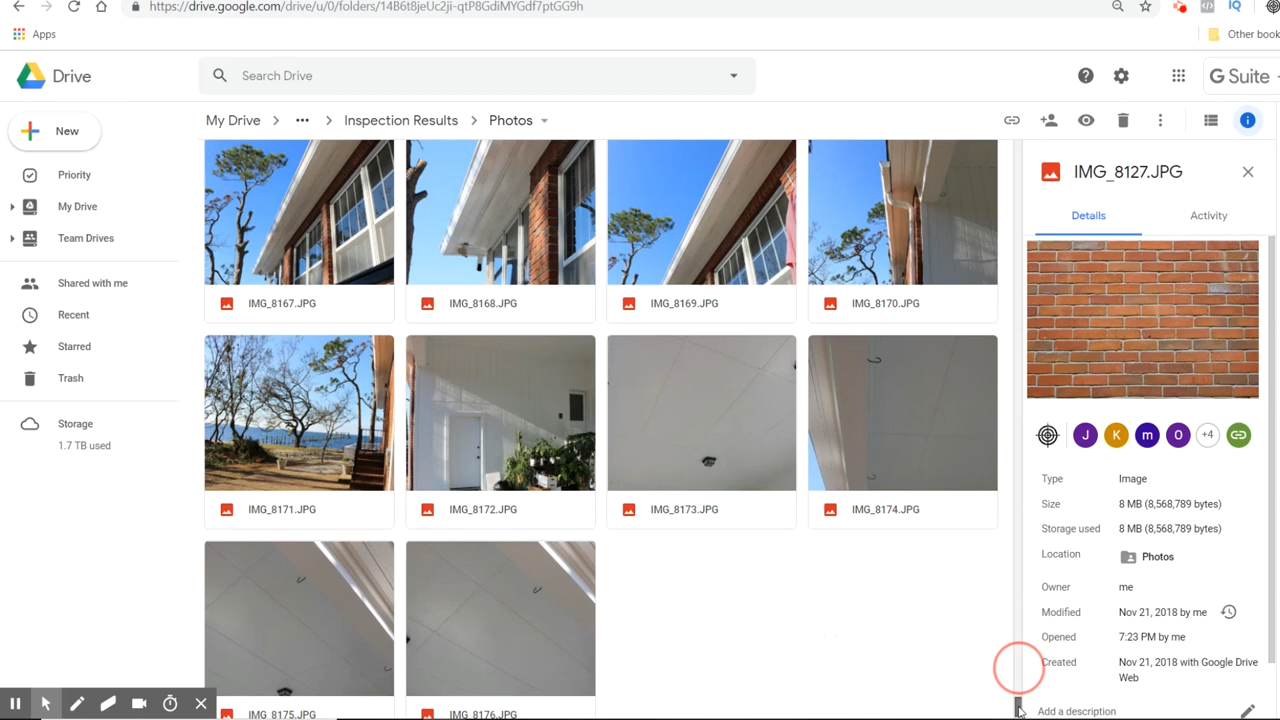 https://drive.google.com/drive/u/0/folders/14B6t8jeUc2ji-qtP8GdiMYGdf7ptGG9h
Apps
Other book
Drive
Search Drive
G Suite
My Drive > ... > Inspection Results > Photos
New
Priority
My Drive
Team Drives
Shared with me
Recent
Starred
Trash
Storage
1.7 TB used
IMG_8167.JPG
IMG_8168.JPG
IMG_8169.JPG
IMG_8170.JPG
IMG_8171.JPG
IMG_8172.JPG
IMG_8173.JPG
IMG_8174.JPG
IMG_8175.JPG
IMG_8176.JPG
IMG_8127.JPG
Details Activity
J K m O +4
Type Image
Size 8 MB (8,568,789 bytes)
Storage used 8 MB (8,568,789 bytes)
Location Photos
Owner me
Modified Nov 21, 2018 by me
Opened 7:23 PM by me
Created Nov 21, 2018 with Google Drive
Web
Add a description